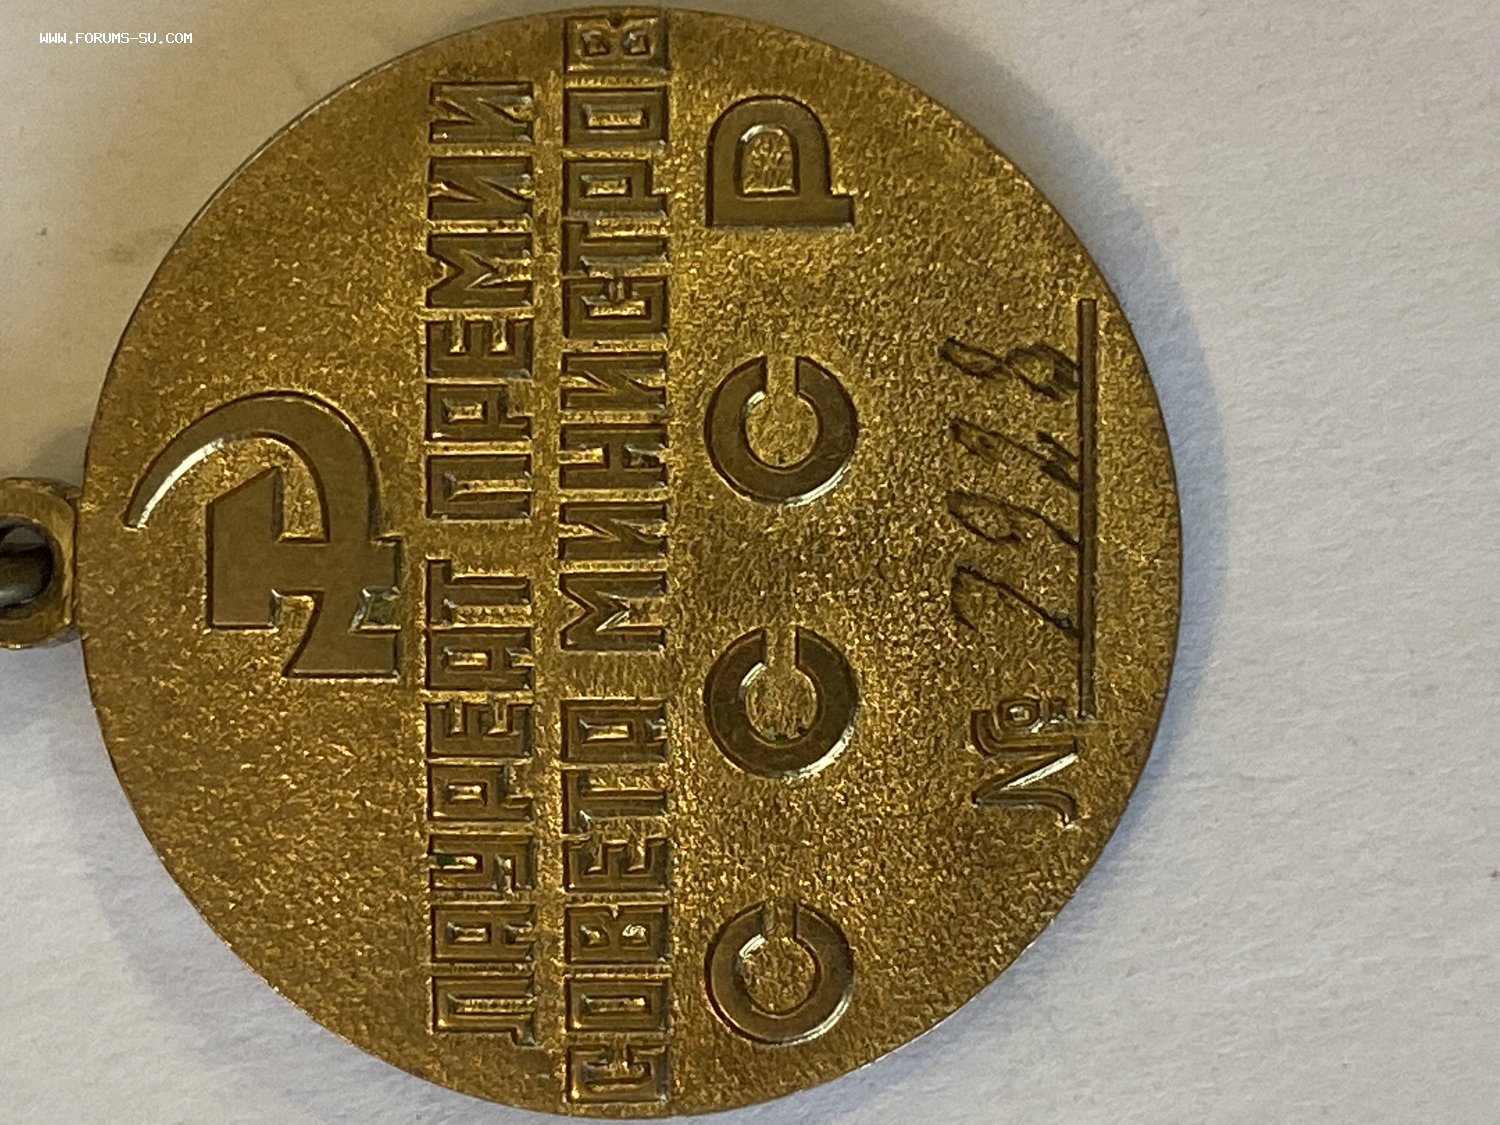 WWW.FORUMS-SU.COM
ЛАУРЕАТ ПРЕМИИ
СОВЕТА МИНИСТРОВ
СССР
№